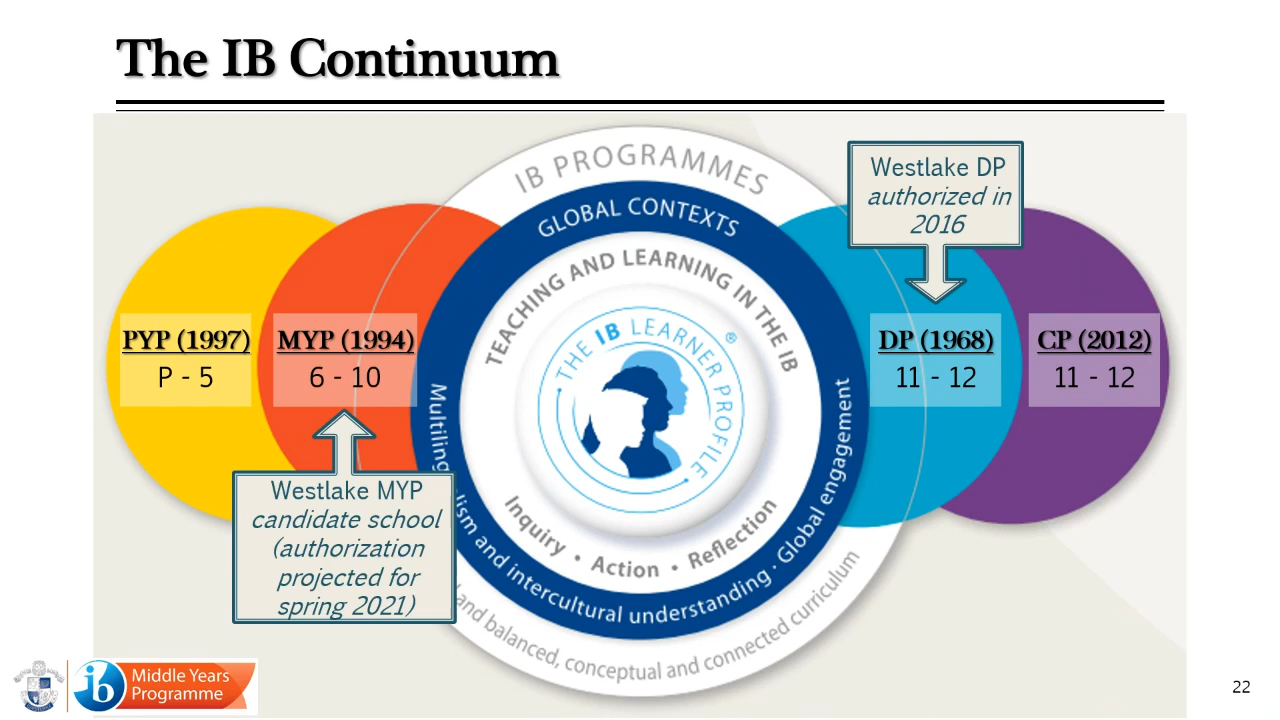 The IB Continuum
IB PROGRAMMES
GLOBAL CONTEXTS
TEACHING AND LEARNING IN THE IB
THE IB LEARNER PROFILE
®
Westlake DP
authorized in
2016
PYP (1997)
P - 5
MYP (1994)
6 - 10
DP (1968)
11 - 12
CP (2012)
11 - 12
Westlake MYP
candidate school
(authorization
projected for
spring 2021)
Inquiry • Action • Reflection
and intercultural understanding · Global engagement
and balanced, conceptual and connected curriculum
ib
Middle Years
Programme
22